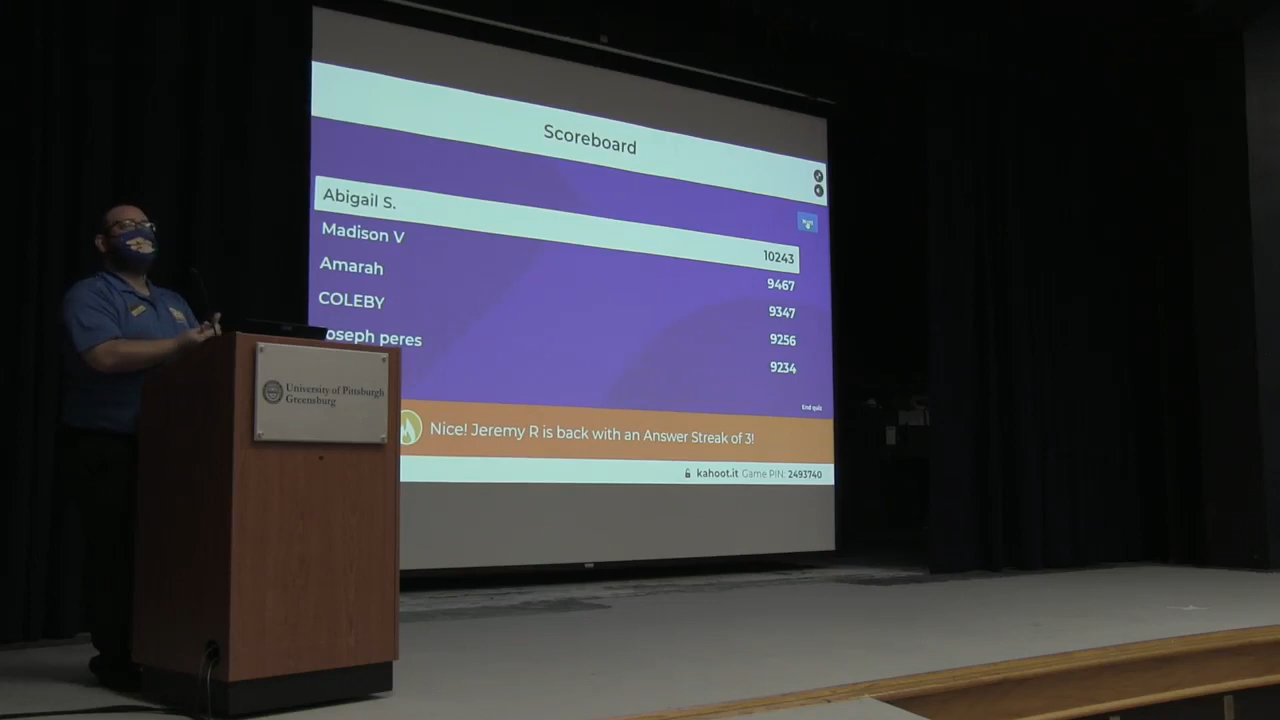 Scoreboard
Abigail S. 10243
Madison V 9467
Amarah 9347
COLEBY 9256
oseph peres 9234
End quiz
Nice! Jeremy R is back with an Answer Streak of 3!
kahoot.it Game PIN: 2493740
University of Pittsburgh
Greensburg